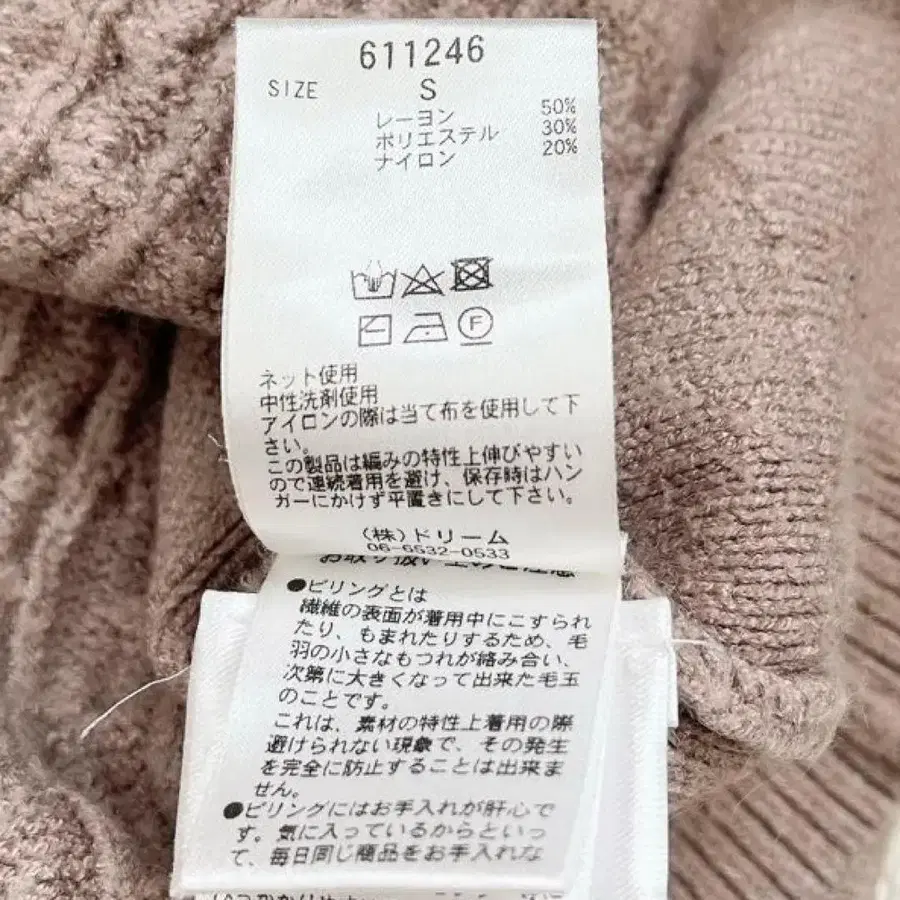 611246
SIZE S
レーヨン 50%
ポリエステル 30%
ナイロン 20%
F
ネット使用
中性洗剤使用
アイロンの際は当て布を使用して下
さい。
この製品は編みの特性上伸びやすい
ので連続着用を避け、保存時はハン
ガーにかけず平置きにして下さい。
(株)ドリーム
06-6532-0533
●ピリングとは
繊維の表面が着用中にこすられ
たり、もまれたりするため、毛
羽の小さなもつれが絡み合い、
次第に大きくなって出来た毛玉
のことです。
これは、素材の特性上着用の際
避けられない現象で、その発生
を完全に防止することは出来ま
せん。
●ピリングにはお手入れが肝心で
す。気に入っているからといっ
て、毎日同じ商品をお召しにな